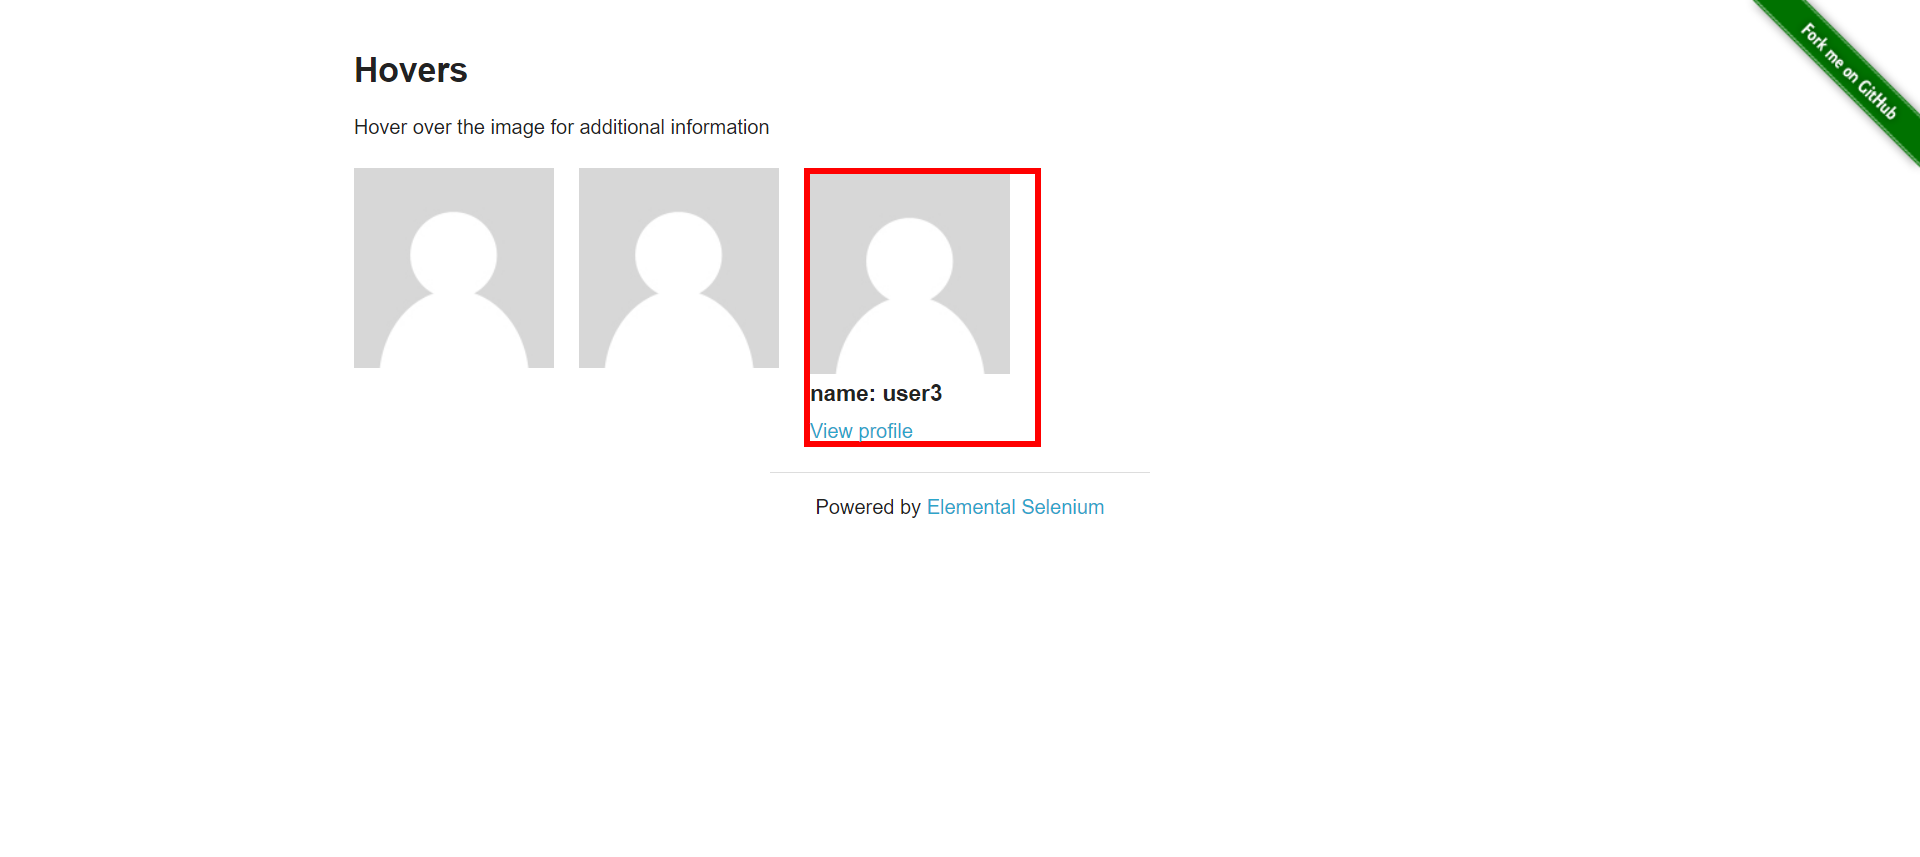 Fork me on GitHub
Hovers
Hover over the image for additional information
name: user3
View profile
Powered by Elemental Selenium